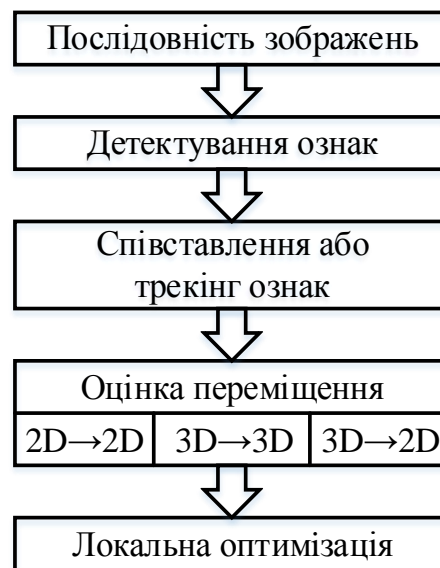 Послідовність зображень
Детектування ознак
Співставлення або
трекінг ознак
Оцінка переміщення
2D→2D 3D→3D 3D→2D
Локальна оптимізація